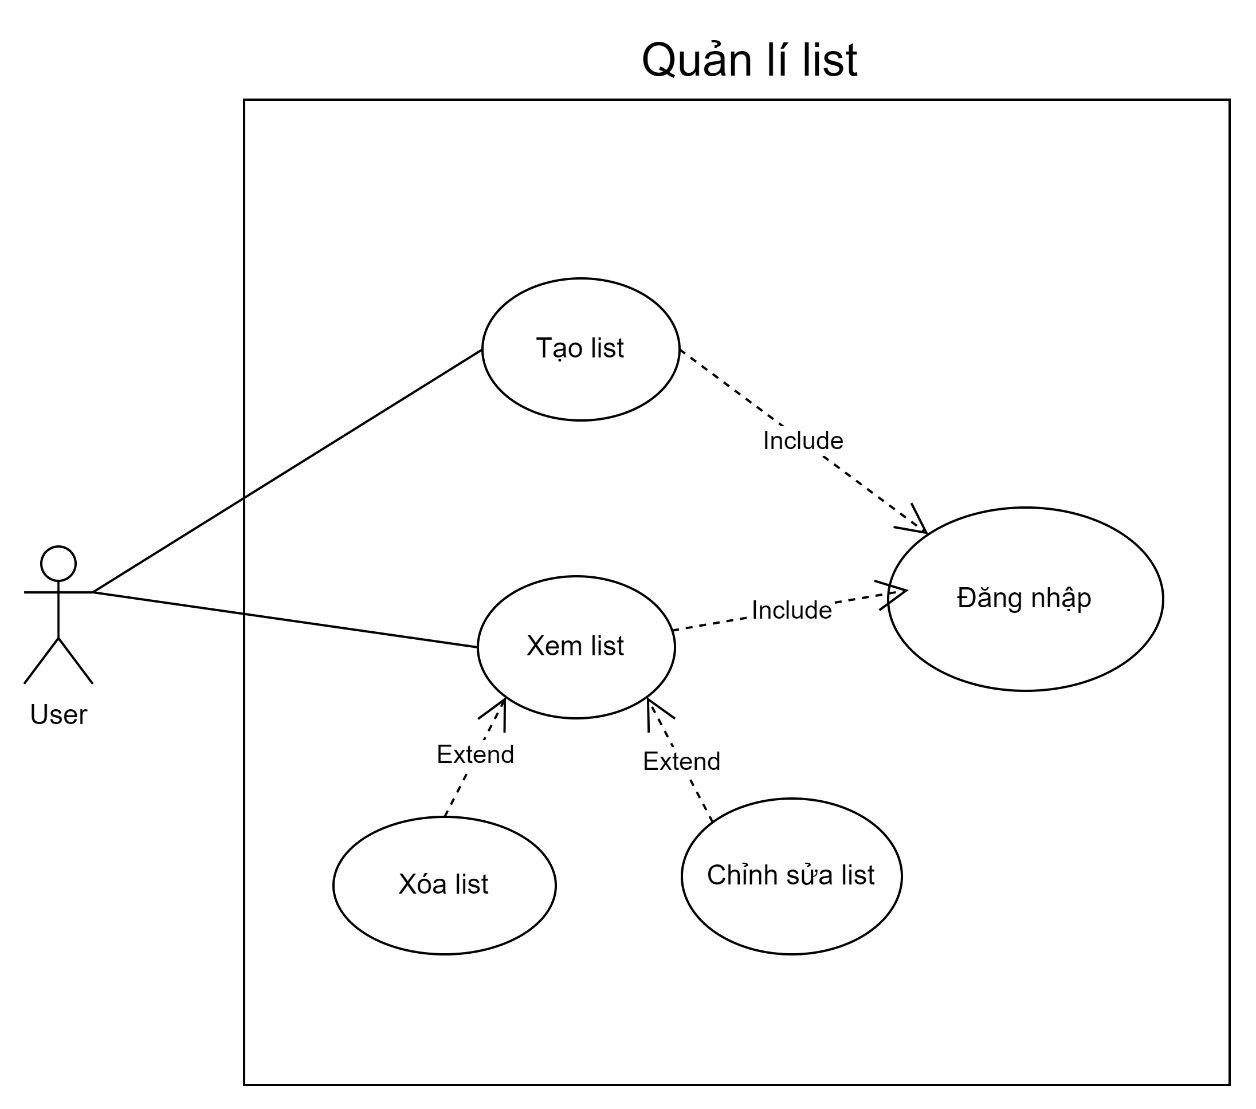 Quản lí list
Tạo list
Include
Đăng nhập
Include
Xem list
User
Extend
Extend
Xóa list
Chỉnh sửa list